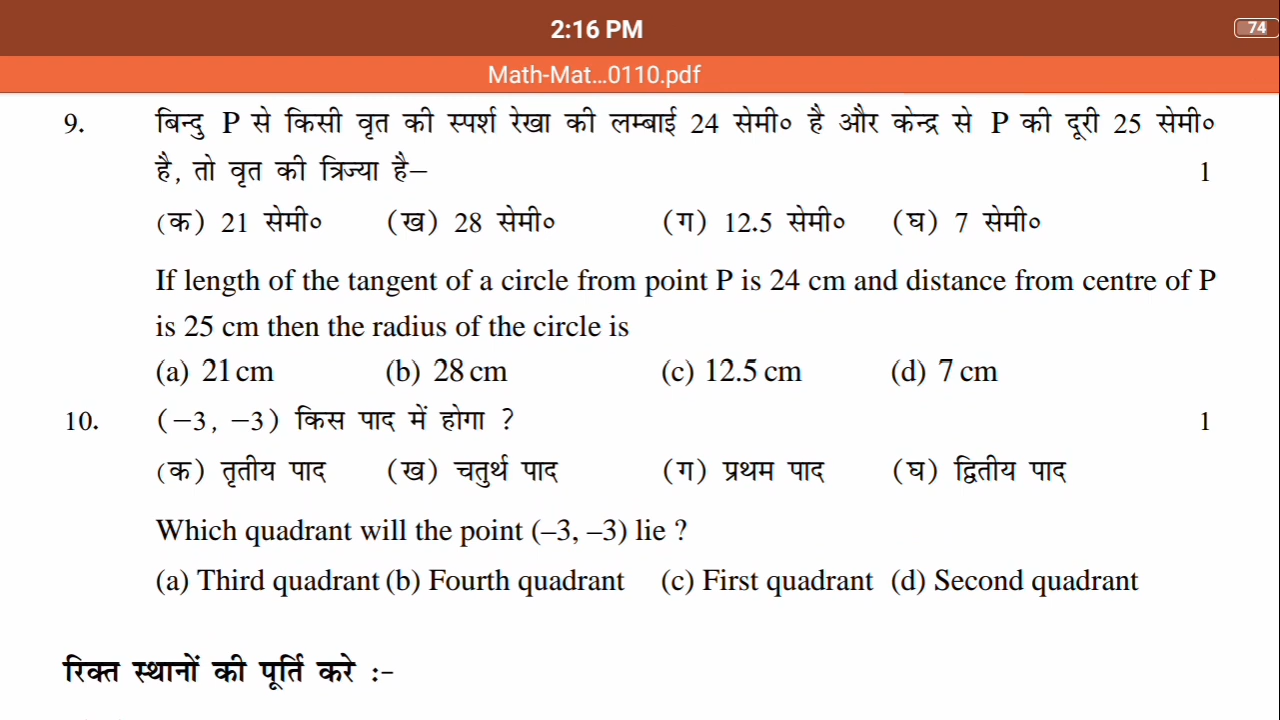 2:16 PM
74
Math-Mat...0110.pdf
9. बिन्दु P से किसी वृत की स्पर्श रेखा की लम्बाई 24 सेमी० है और केन्द्र से P की दूरी 25 सेमी०
है, तो वृत की त्रिज्या है– 1
(क) 21 सेमी० (ख) 28 सेमी० (ग) 12.5 सेमी० (घ) 7 सेमी०
If length of the tangent of a circle from point P is 24 cm and distance from centre of P
is 25 cm then the radius of the circle is
(a) 21 cm (b) 28 cm (c) 12.5 cm (d) 7 cm
10. (–3, –3) किस पाद में होगा ? 1
(क) तृतीय पाद (ख) चतुर्थ पाद (ग) प्रथम पाद (घ) द्वितीय पाद
Which quadrant will the point (–3, –3) lie ?
(a) Third quadrant (b) Fourth quadrant (c) First quadrant (d) Second quadrant
रिक्त स्थानों की पूर्ति करे :-